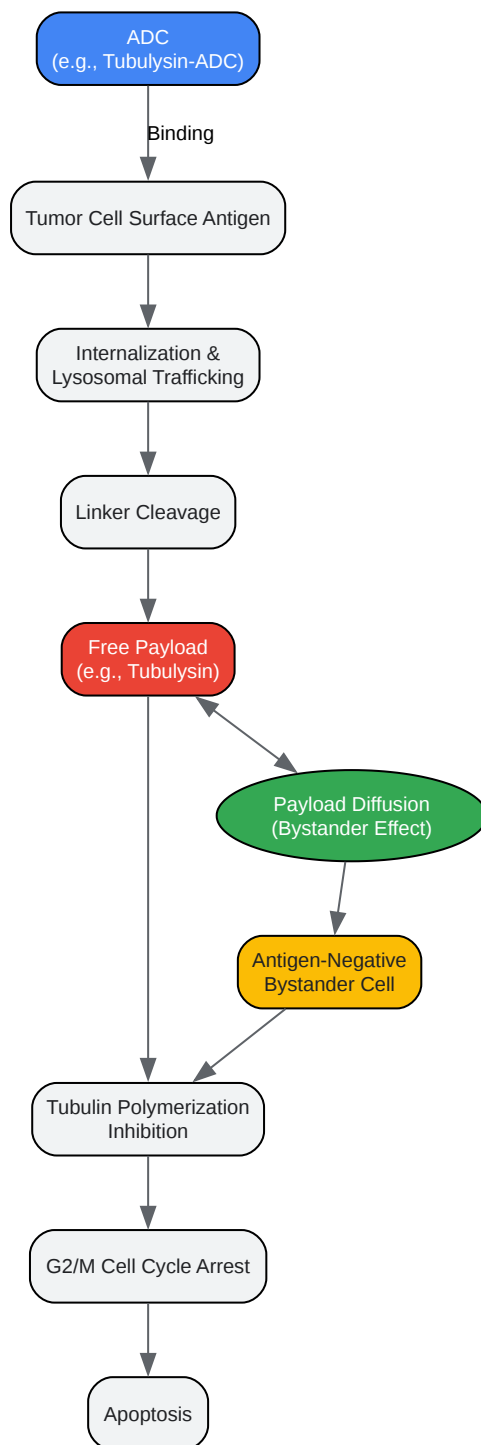 ADC
(e.g., Tubulysin-ADC)
Binding
Tumor Cell Surface Antigen
Internalization &
Lysosomal Trafficking
Linker Cleavage
Free Payload
(e.g., Tubulysin)
Payload Diffusion
(Bystander Effect)
Antigen-Negative
Bystander Cell
Tubulin Polymerization
Inhibition
G2/M Cell Cycle Arrest
Apoptosis